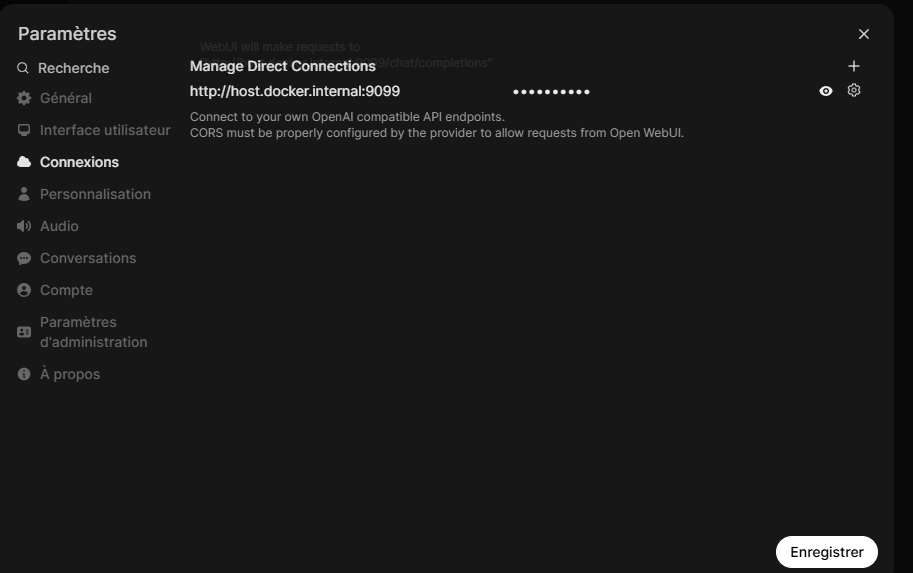 Paramètres
WebUI will make requests to
Recherche
Manage Direct Connections
/chat/completions"
Général
http://host.docker.internal:9099
••••••••••
Interface utilisateur
Connect to your own OpenAI compatible API endpoints.
CORS must be properly configured by the provider to allow requests from Open WebUI.
Connexions
Personnalisation
Audio
Conversations
Compte
Paramètres
d'administration
À propos
Enregistrer